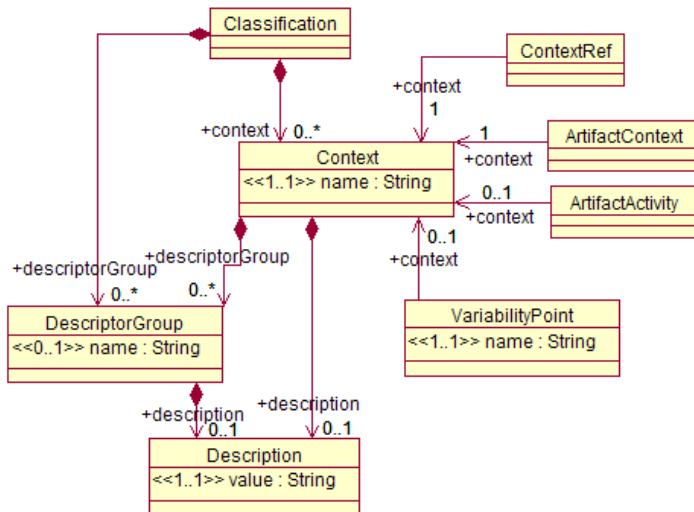 Classification
ContextRef
+context
1
+context
0..*
1
ArtifactContext
+context
Context
<<1..1>> name : String
0..1
ArtifactActivity
+context
0..1
+context
+descriptorGroup
0..*
+descriptorGroup
0..*
DescriptorGroup
<<0..1>> name : String
VariabilityPoint
<<1..1>> name : String
+description
0..1
+description
0..1
Description
<<1..1>> value : String